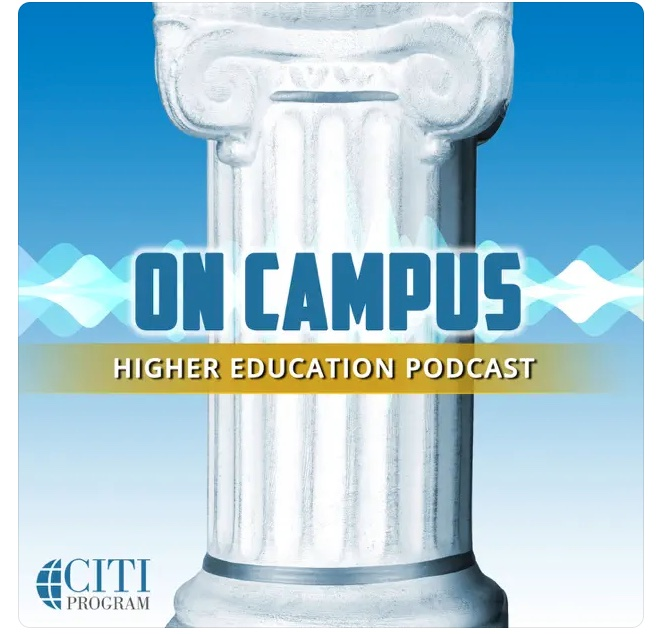 ON CAMPUS
HIGHER EDUCATION PODCAST
CITI
PROGRAM